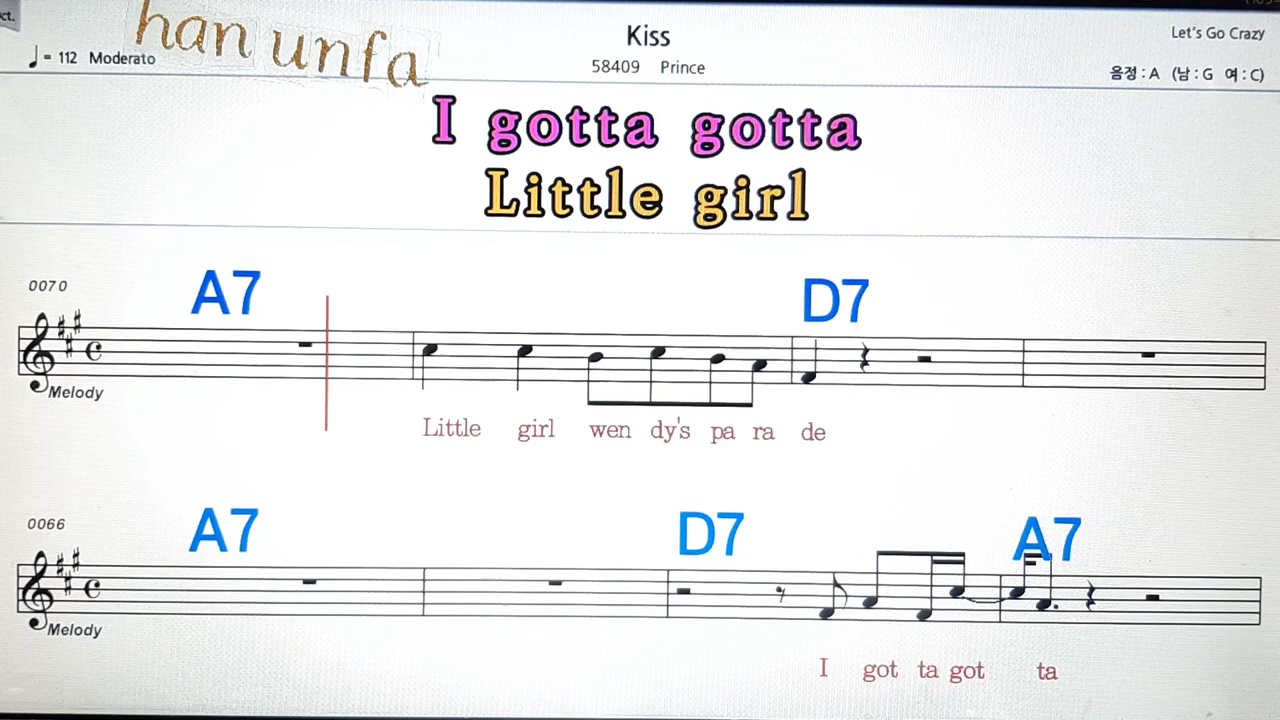 ct.
han unfa
♩ = 112 Moderato
Kiss
58409 Prince
Let's Go Crazy
음정 : A (남 : G 여 : C)
I gotta gotta
Little girl
0070
A7 D7
Melody
Little girl wen dy's pa ra de
0066
A7 D7 A7
Melody
I got ta got ta